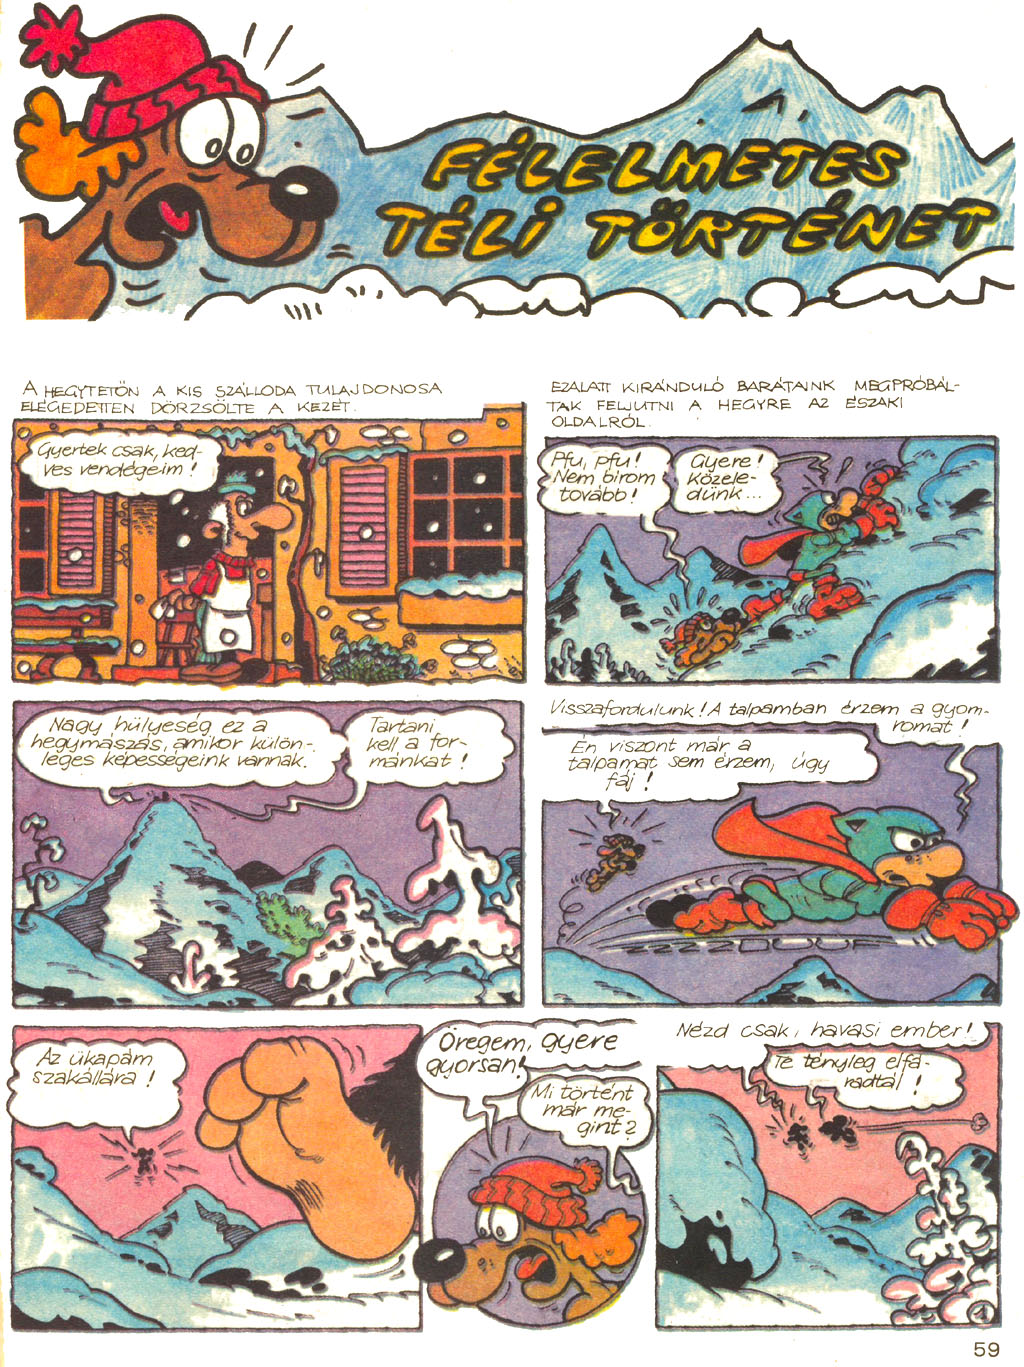 FÉLELMETES
TÉLI TÖRTÉNET
A HEGYTETŐN A KIS SZÁLLODA TULAJDONOSA
ELÉGEDETTEN DÖRZSÖLTE A KEZÉT.
Gyertek csak, ked-
ves vendégeim!
EZALATT KIRÁNDULÓ BARÁTAINK MEGPRÓBÁL-
TAK FELJUTNI A HEGYRE AZ ÉSZAKI
OLDALRÓL.
Pfu, pfu!
Nem birom
tovább!
Gyere!
közele-
dünk...
Nagy hülyeség ez a
hegymászás, amikor külön-
leges képességeink vannak.
Tartani
kell a for-
mánkat!
Visszafordulunk! A talpamban érzem a gyom-
romat!
Én viszont már a
talpamat sem érzem, úgy
fáj!
ZZZDUUF
Az ükapám
szakállára!
Öregem, gyere
gyorsan!
Mi történt
már me-
gint?
Nézd csak, havasi ember!
Te tényleg elfá-
radtál!
1
59